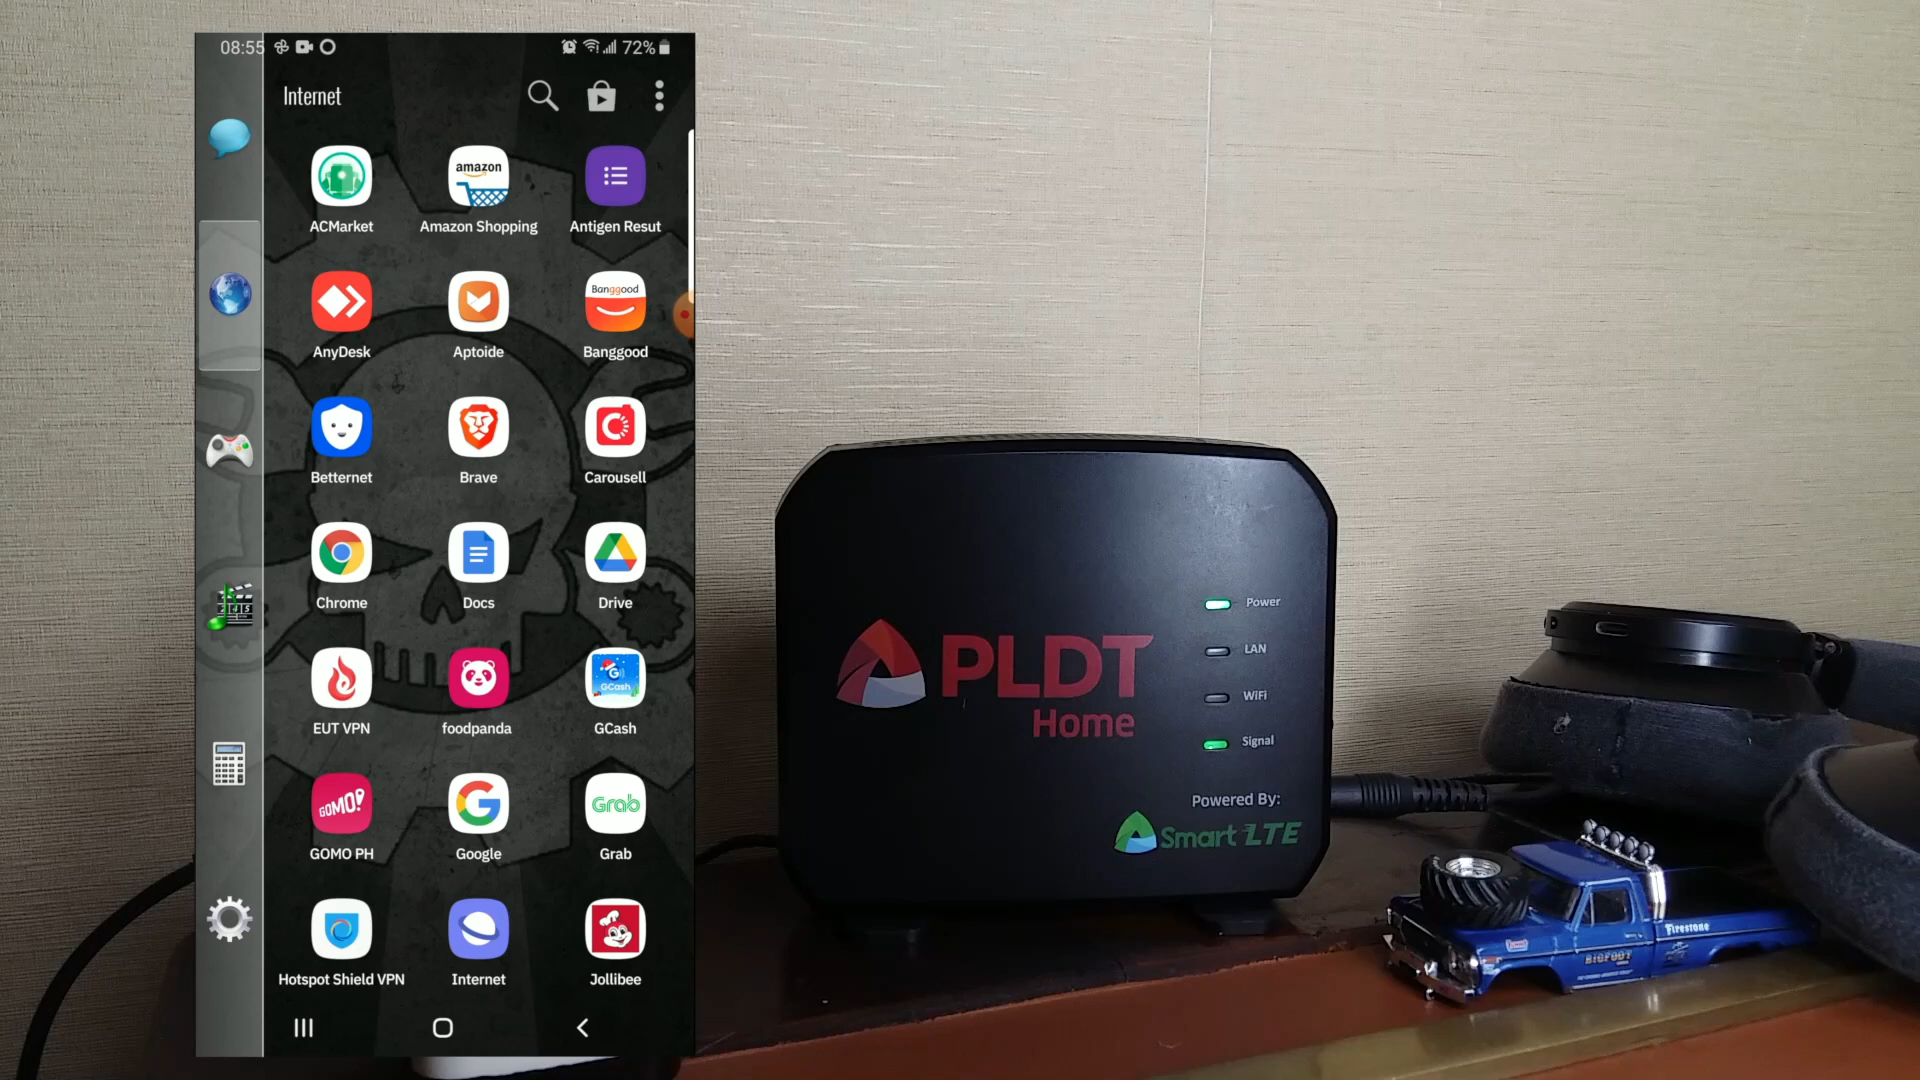 08:55
72%
Internet
amazon
ACMarket
Amazon Shopping
Antigen Resut
Banggood
AnyDesk
Aptoide
Banggood
Betternet
Brave
Carousell
Chrome
Docs
Drive
G
GCash
EUT VPN
foodpanda
GCash
GOMO!
Grab
GOMO PH
Google
Grab
Hotspot Shield VPN
Internet
Jollibee
Power
LAN
WiFi
Signal
PLDT
Home
Powered By:
Smart LTE
Firestone
BIGFOOT